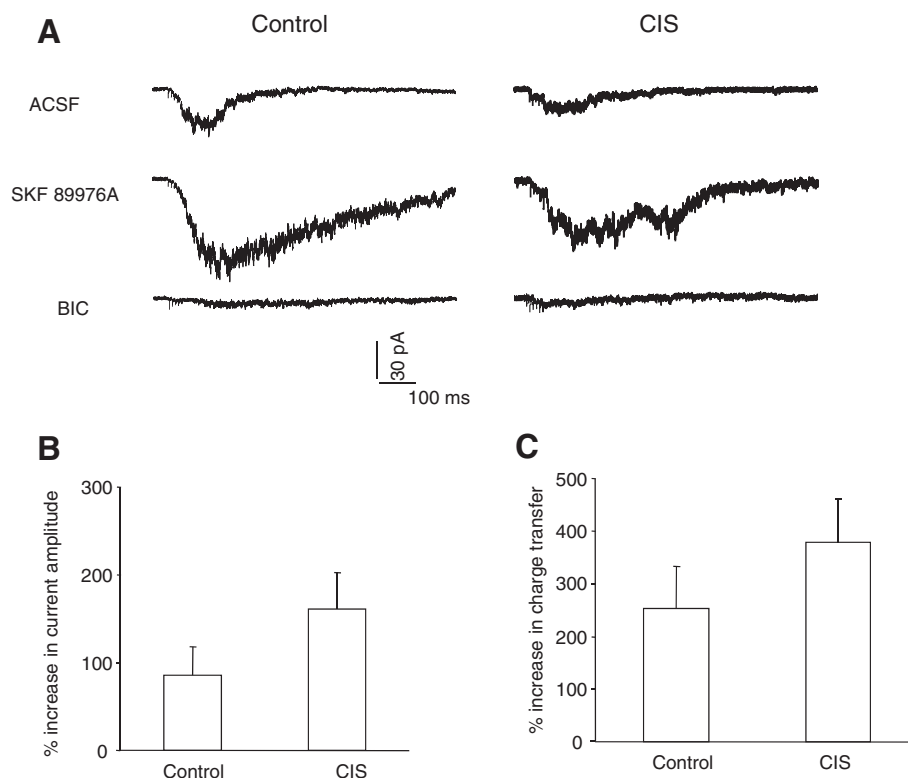 A
Control
CIS
ACSF
SKF 89976A
BIC
30 pA
100 ms
B
% increase in current amplitude
300
200
100
0
Control
CIS
C
% increase in charge transfer
500
400
300
200
100
0
Control
CIS